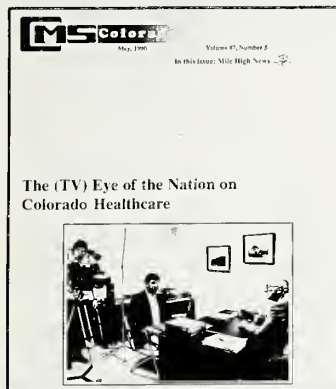 CMS Colorado
May, 1990
Volume 87, Number 5
In this issue: Mile High News
The (TV) Eye of the Nation on
Colorado Healthcare